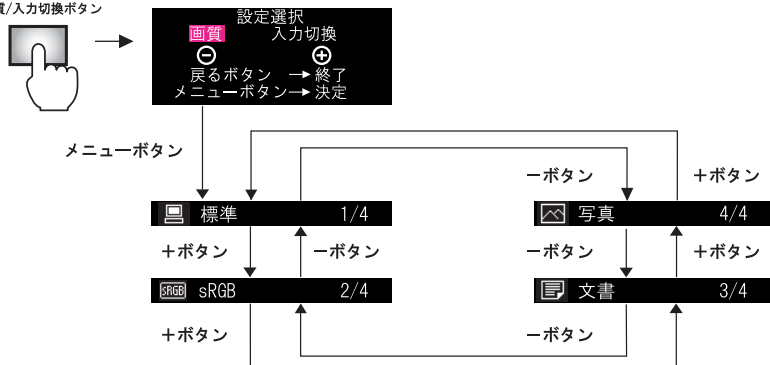 質/入力切換ボタン
設定選択
画質 入力切換
戻るボタン → 終了
メニューボタン→ 決定
メニューボタン
−ボタン +ボタン
標準 1/4
写真 4/4
+ボタン −ボタン
−ボタン +ボタン
sRGB sRGB 2/4
文書 3/4
+ボタン
−ボタン